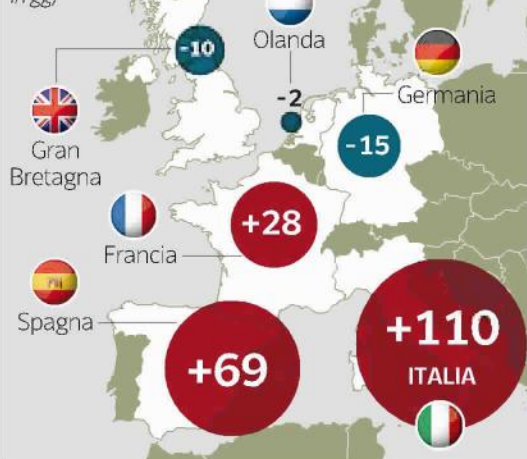 -10
Olanda
-2
Germania
Gran
Bretagna
-15
+28
Francia
Spagna
+69
+110
ITALIA